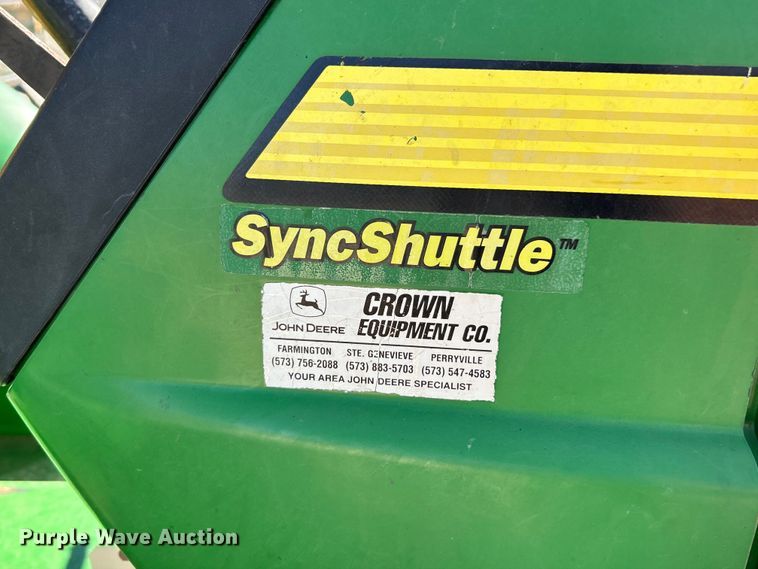 SyncShuttle™
CROWN
JOHN DEERE EQUIPMENT CO.
FARMINGTON STE. GENEVIEVE PERRYVILLE
(573) 756-2088 (573) 883-5703 (573) 547-4583
YOUR AREA JOHN DEERE SPECIALIST
Purple Wave Auction